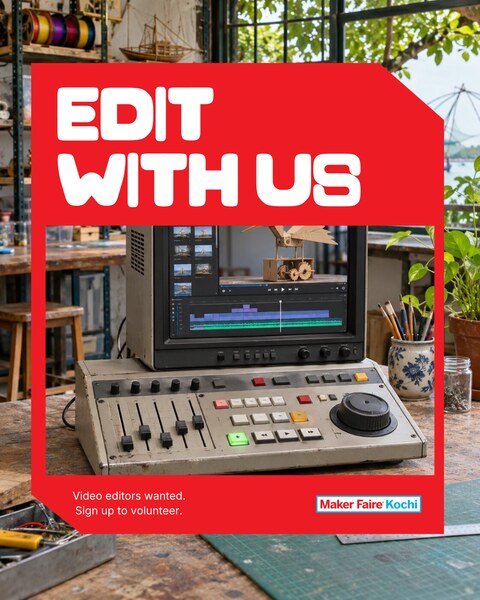 EDIT
WITH US
Video editors wanted.
Sign up to volunteer.
Maker Faire Kochi